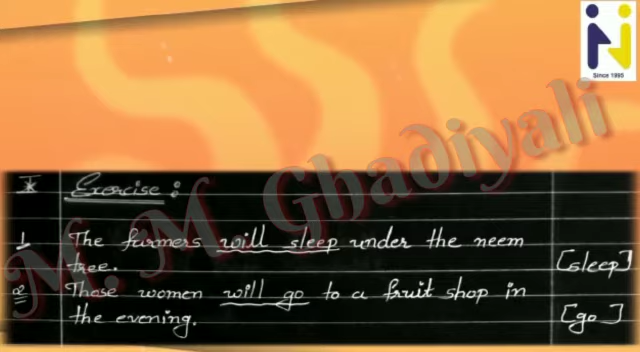 Since 1995
M. M. Ghadiyali
Exercise :
1 The farmers will sleep under the neem
tree. [sleep]
2 Those women will go to a fruit shop in
the evening. [go]